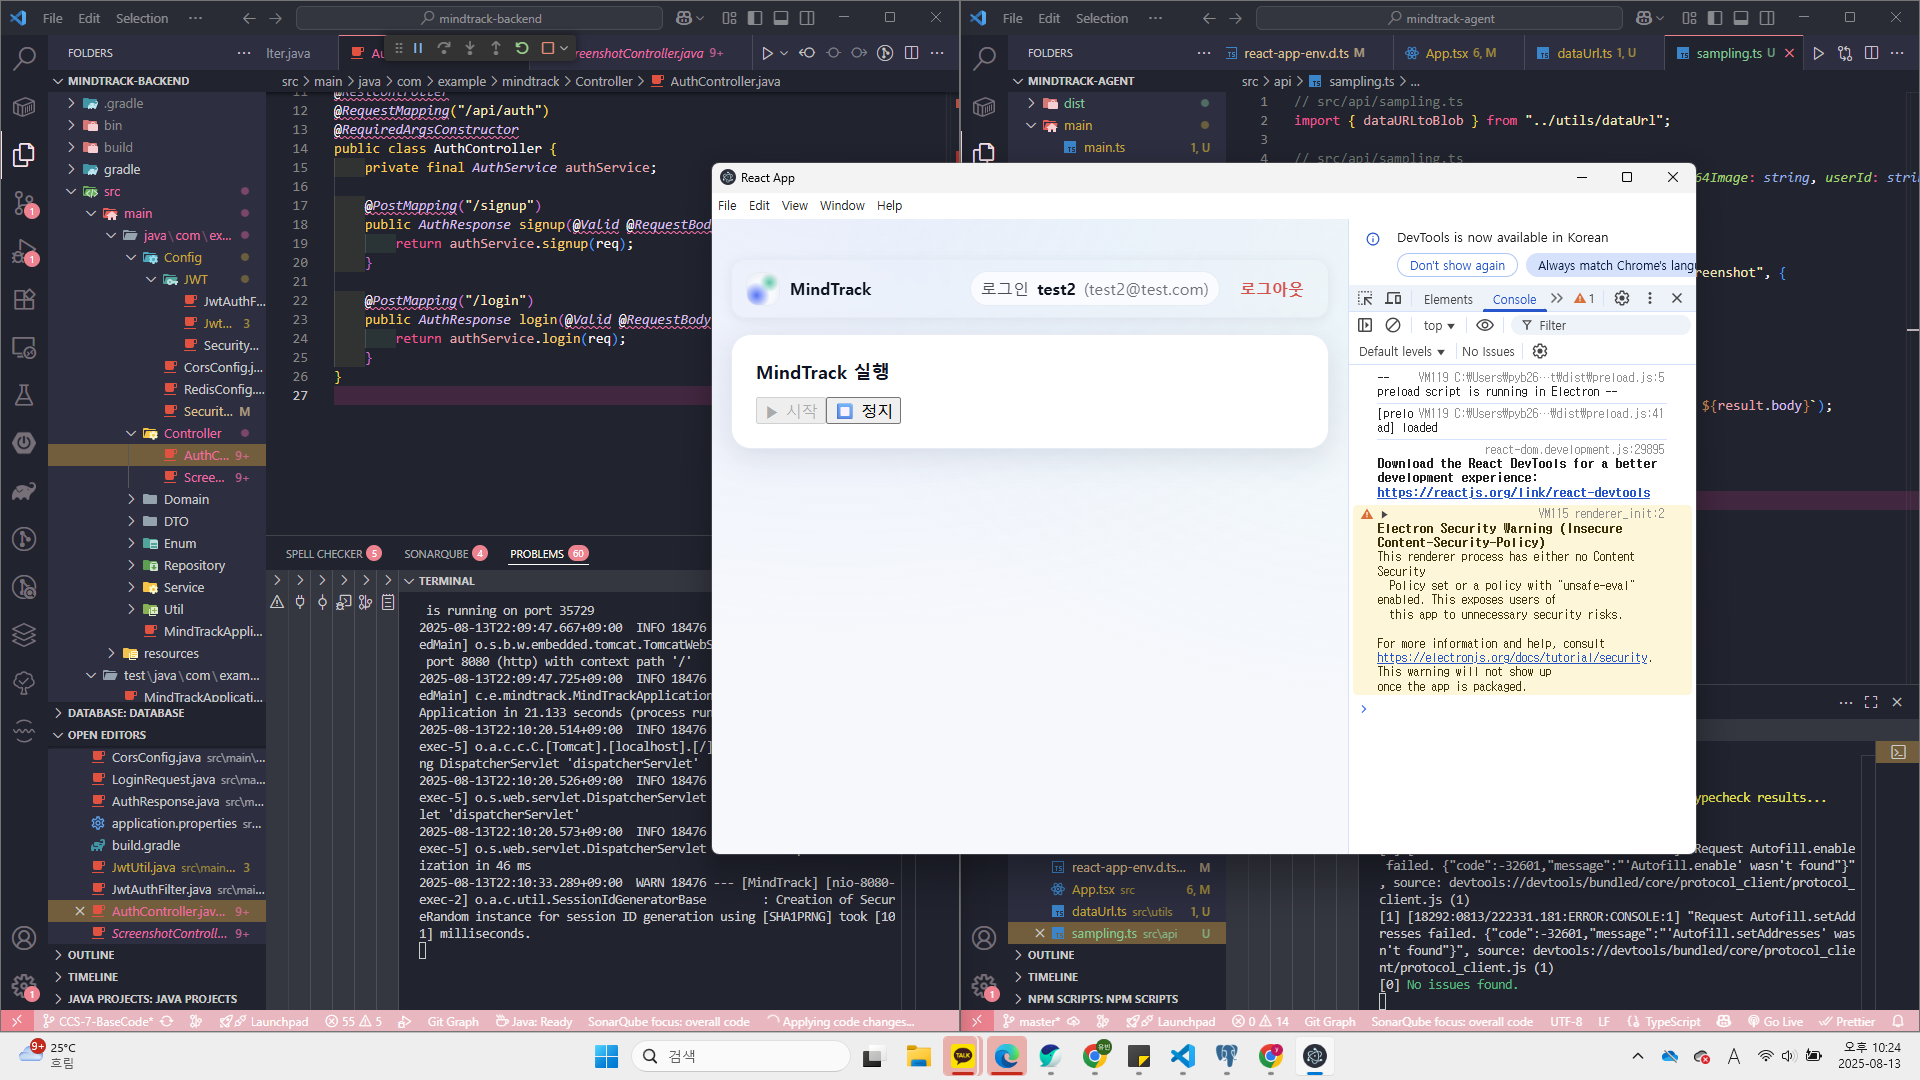 File Edit Selection ··· mindtrack-backend
FOLDERS ···
MINDTRACK-BACKEND
.gradle
bin
build
gradle
src
main
java\com\ex...
Config
JWT
JwtAuthF...
Jwt... 3
Security...
CorsConfig.j...
RedisConfig....
Securit... M
Controller
AuthC... 9+
Scree... 9+
Domain
DTO
Enum
Repository
Service
Util
MindTrackAppli...
resources
test\java\com\exam...
MindTrackApplicati...
DATABASE: DATABASE
OPEN EDITORS
CorsConfig.java src\main\...
LoginRequest.java src\ma...
AuthResponse.java src\m...
application.properties sr...
build.gradle
JwtUtil.java src\main... 3
JwtAuthFilter.java src\mai...
AuthController.jav... 9+
ScreenshotControll... 9+
OUTLINE
TIMELINE
JAVA PROJECTS: JAVA PROJECTS
lter.java
reenshotController.java 9+
src > main > java > com > example > mindtrack > Controller > AuthController.java
11 @RestController
12 @RequestMapping("/api/auth")
13 @RequiredArgsConstructor
14 public class AuthController {
15 private final AuthService authService;
16
17 @PostMapping("/signup")
18 public AuthResponse signup(@Valid @RequestBod
19 return authService.signup(req);
20 }
21
22 @PostMapping("/login")
23 public AuthResponse login(@Valid @RequestBody
24 return authService.login(req);
25 }
26 }
27
SPELL CHECKER 5 SONARQUBE 4 PROBLEMS 60
TERMINAL
is running on port 35729
2025-08-13T22:09:47.667+09:00 INFO 18476
edMain] o.s.b.w.embedded.tomcat.TomcatWebS
port 8080 (http) with context path '/'
2025-08-13T22:09:47.725+09:00 INFO 18476
edMain] c.e.mindtrack.MindTrackApplication
Application in 21.133 seconds (process run
2025-08-13T22:10:20.514+09:00 INFO 18476
exec-5] o.a.c.c.C.[Tomcat].[localhost].[/]
ng DispatcherServlet 'dispatcherServlet'
2025-08-13T22:10:20.526+09:00 INFO 18476
exec-5] o.s.web.servlet.DispatcherServlet
let 'dispatcherServlet'
2025-08-13T22:10:20.573+09:00 INFO 18476
exec-5] o.s.web.servlet.DispatcherServlet
ization in 46 ms
2025-08-13T22:10:33.289+09:00 WARN 18476 --- [MindTrack] [nio-8080-
exec-2] o.a.c.util.SessionIdGeneratorBase : Creation of Secur
eRandom instance for session ID generation using [SHA1PRNG] took [10
1] milliseconds.
CCS-7-BaseCode* Launchpad 55 5 Git Graph Java: Ready SonarQube focus: overall code Applying code changes...
File Edit Selection ··· mindtrack-agent
FOLDERS ···
MINDTRACK-AGENT
dist
main
main.ts 1, U
react-app-env.d.ts M App.tsx 6, M dataUrl.ts 1, U sampling.ts U
src > api > sampling.ts > ...
1 // src/api/sampling.ts
2 import { dataURLtoBlob } from "../utils/dataUrl";
3
4 // src/api/sampling.ts
64Image: string, userId: stri
eenshot", {
${result.body}`);
React App
File Edit View Window Help
MindTrack
로그인 test2 (test2@test.com)
로그아웃
MindTrack 실행
시작
정지
DevTools is now available in Korean
Don't show again
Always match Chrome's lang
Elements Console 1
top Filter
Default levels No Issues
-- VM119 C:₩Users₩pyb26…t₩dist₩preload.js:5
preload script is running in Electron --
[prelo VM119 C:₩Users₩pyb26…₩dist₩preload.js:41
ad] loaded
react-dom.development.js:29895
Download the React DevTools for a better
development experience:
https://reactjs.org/link/react-devtools
VM115 renderer_init:2
Electron Security Warning (Insecure
Content-Security-Policy)
This renderer process has either no Content
Security
Policy set or a policy with "unsafe-eval"
enabled. This exposes users of
this app to unnecessary security risks.
For more information and help, consult
https://electronjs.org/docs/tutorial/security.
This warning will not show up
once the app is packaged.
react-app-env.d.ts... M
App.tsx src 6, M
dataUrl.ts src\utils 1, U
sampling.ts src\api U
OUTLINE
TIMELINE
NPM SCRIPTS: NPM SCRIPTS
ypecheck results...
Request Autofill.enable
failed. {"code":-32601,"message":"'Autofill.enable' wasn't found"}"
, source: devtools://devtools/bundled/core/protocol_client/protocol_
client.js (1)
[1] [18292:0813/222331.181:ERROR:CONSOLE:1] "Request Autofill.setAdd
resses failed. {"code":-32601,"message":"'Autofill.setAddresses' was
n't found"}", source: devtools://devtools/bundled/core/protocol_clie
nt/protocol_client.js (1)
[0] No issues found.
master* Launchpad 0 14 Git Graph SonarQube focus: overall code UTF-8 LF TypeScript Go Live Prettier
9+ 25°C
흐림
검색
TALK
A
오후 10:24
2025-08-13